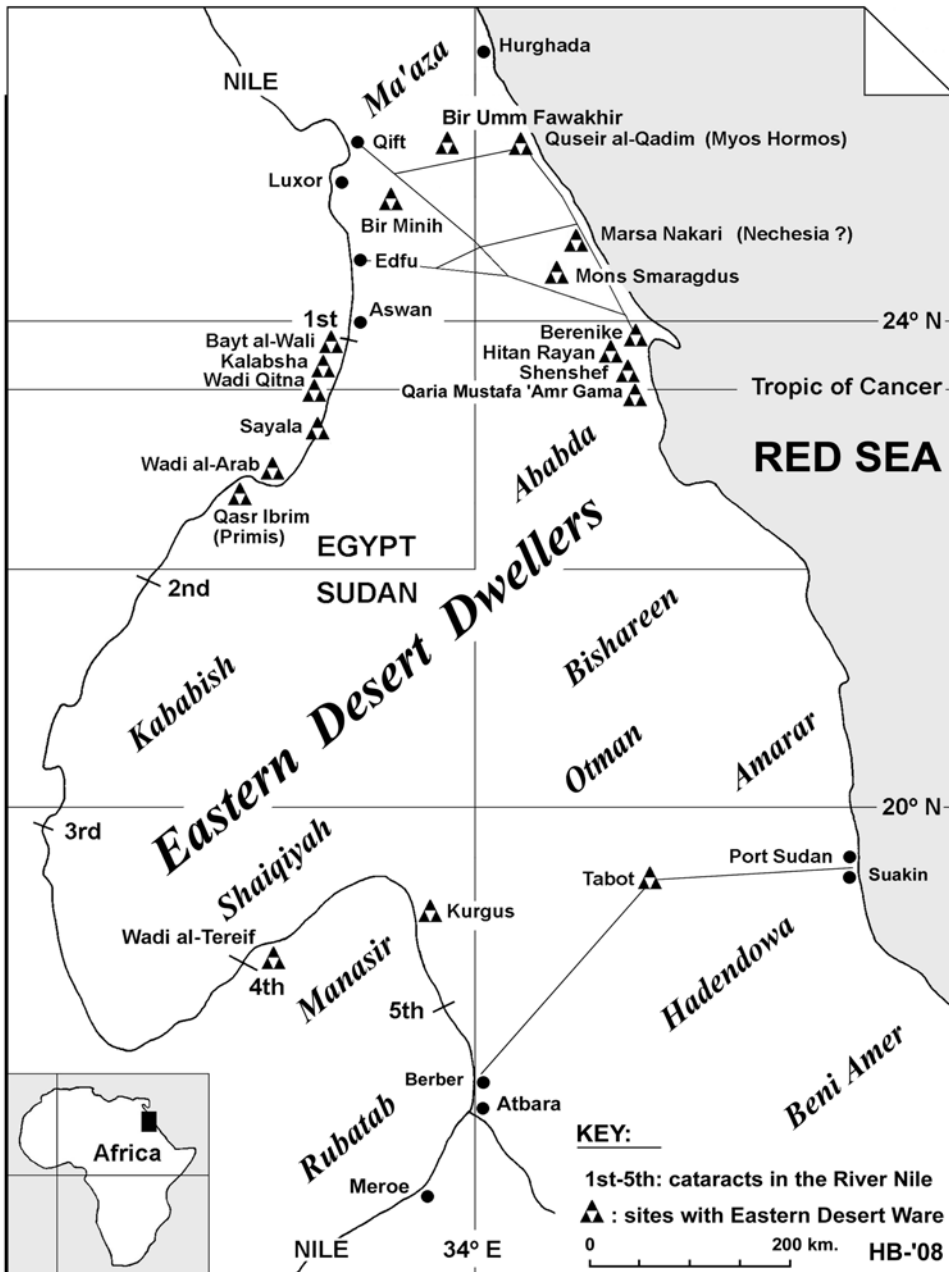 Hurghada
NILE
Ma'aza
Bir Umm Fawakhir
Qift
Quseir al-Qadim (Myos Hormos)
Luxor
Bir Minih
Marsa Nakari (Nechesia ?)
Edfu
Mons Smaragdus
Aswan
1st
24º N
Bayt al-Wali
Berenike
Kalabsha
Hitan Rayan
Wadi Qitna
Shenshef
Qaria Mustafa 'Amr Gama
Tropic of Cancer
Sayala
RED SEA
Ababda
Wadi al-Arab
Qasr Ibrim
(Primis)
EGYPT
SUDAN
2nd
Eastern Desert Dwellers
Bishareen
Kababish
Otman
Amarar
20º N
3rd
Shaiqiyah
Port Sudan
Suakin
Tabot
Kurgus
Wadi al-Tereif
4th
Manasir
5th
Hadendowa
Beni Amer
Berber
Atbara
Rubatab
Africa
KEY:
1st-5th: cataracts in the River Nile
Meroe
: sites with Eastern Desert Ware
NILE
34º E
0 200 km.
HB-'08